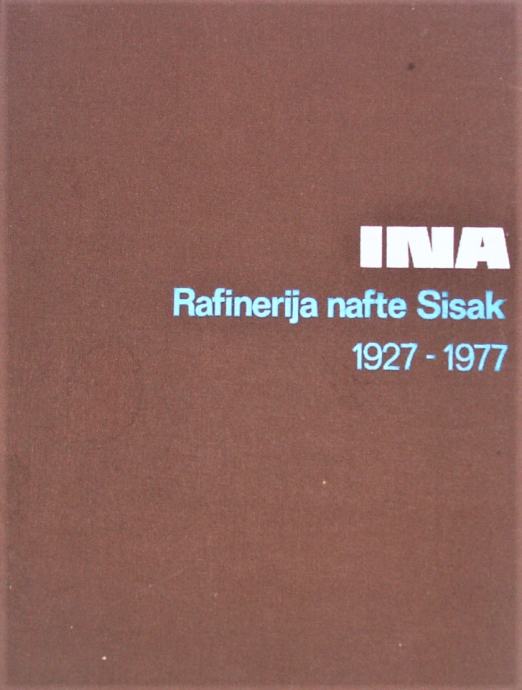 INA
Rafinerija nafte Sisak
1927 - 1977